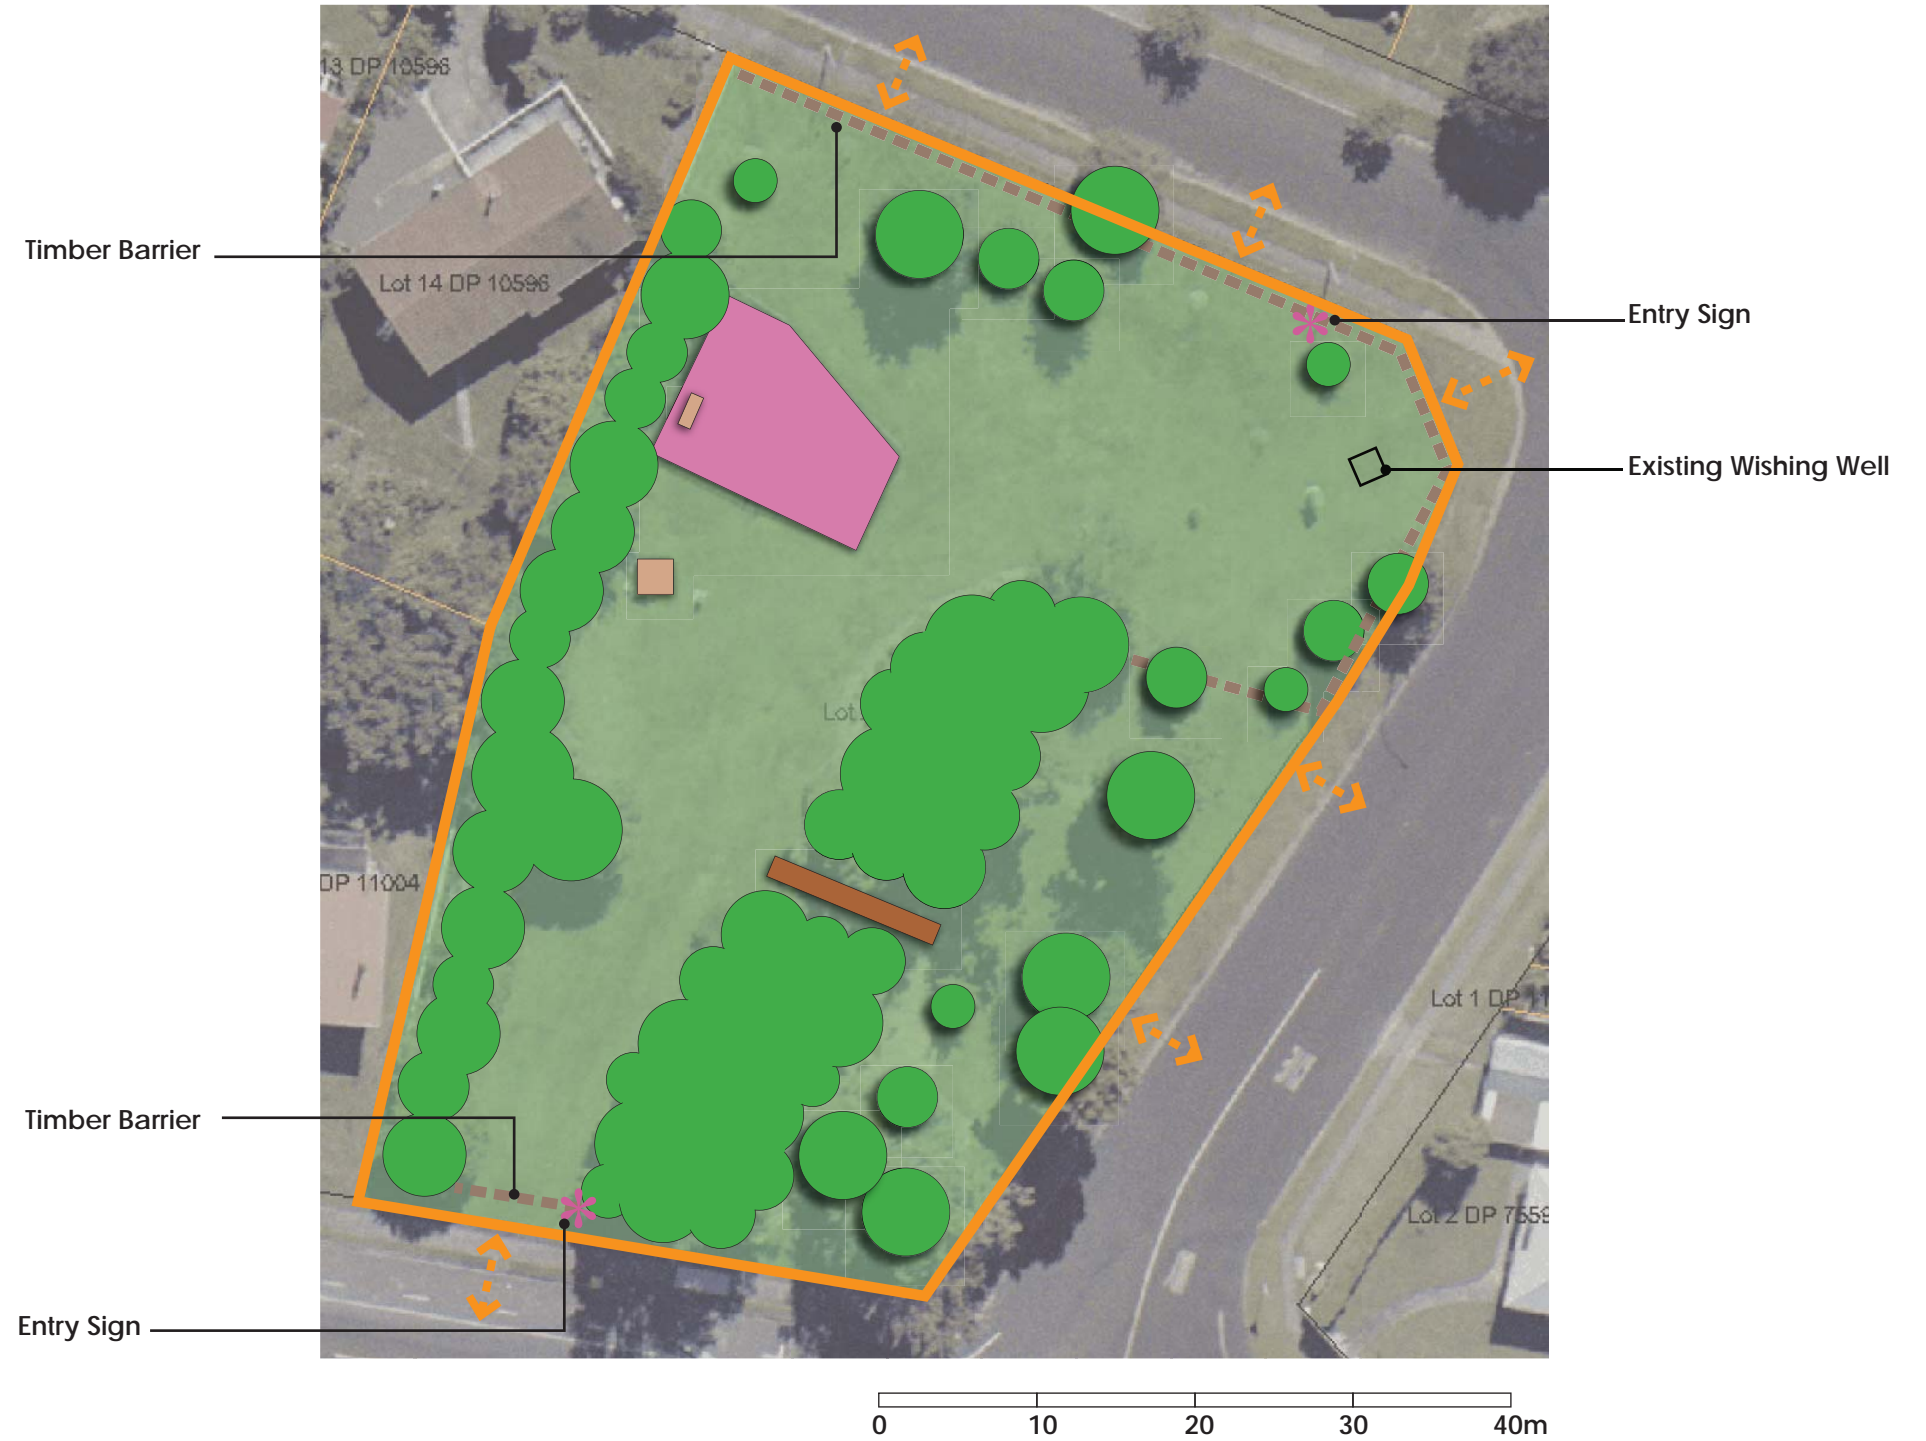 13 DP 10596
Timber Barrier
Lot 14 DP 10596
Entry Sign
Existing Wishing Well
Lot
DP 11004
Lot 1 DP 11
Timber Barrier
Lot 2 DP 7559
Entry Sign
0 10 20 30 40m